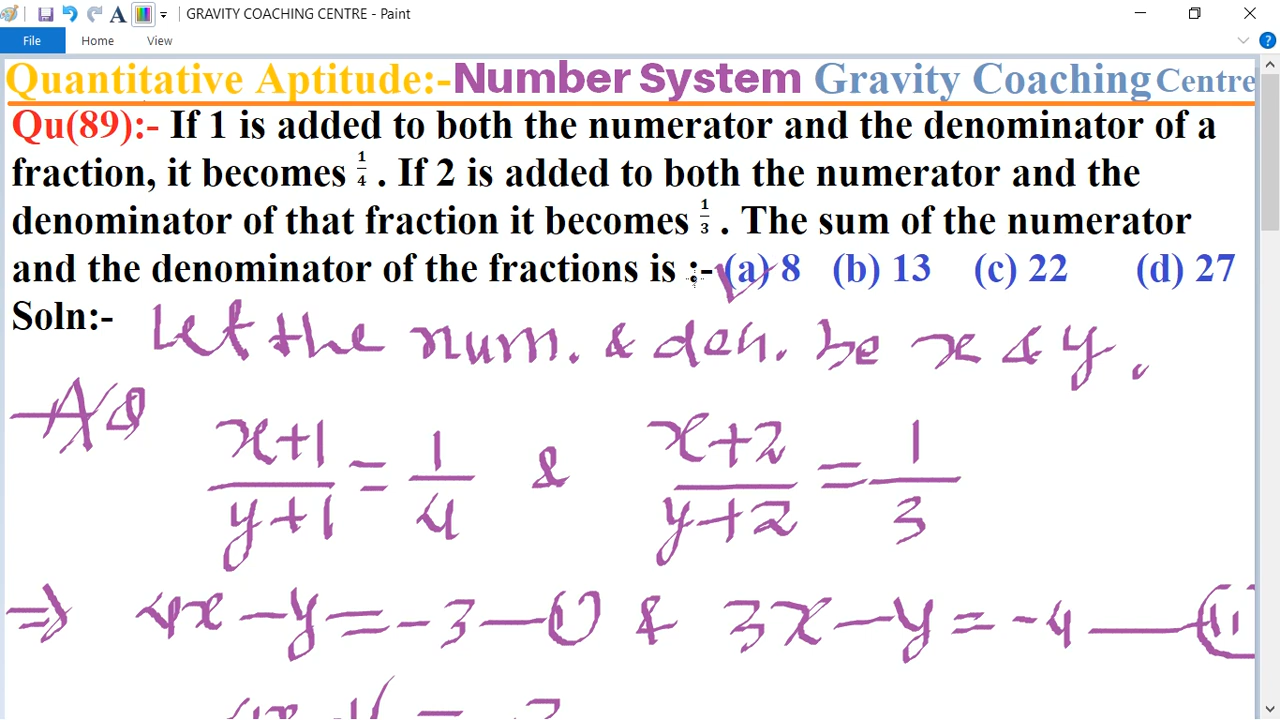 GRAVITY COACHING CENTRE - Paint
File Home View
Quantitative Aptitude:-Number System Gravity Coaching Centre
Qu(89):- If 1 is added to both the numerator and the denominator of a
fraction, it becomes 1/4 . If 2 is added to both the numerator and the
denominator of that fraction it becomes 1/3 . The sum of the numerator
and the denominator of the fractions is :- (a) 8 (b) 13 (c) 22 (d) 27
Soln:- Let the num. & den. be x & y.
A/Q
x+1/y+1 = 1/4 & x+2/y+2 = 1/3
⇒ 4x-y=-3—(i) & 3x-y=-4—(ii)